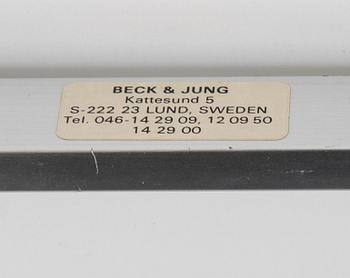 BECK & JUNG
Kattesund 5
S-222 23 LUND, SWEDEN
Tel. 046-14 29 09, 12 09 50
14 29 00